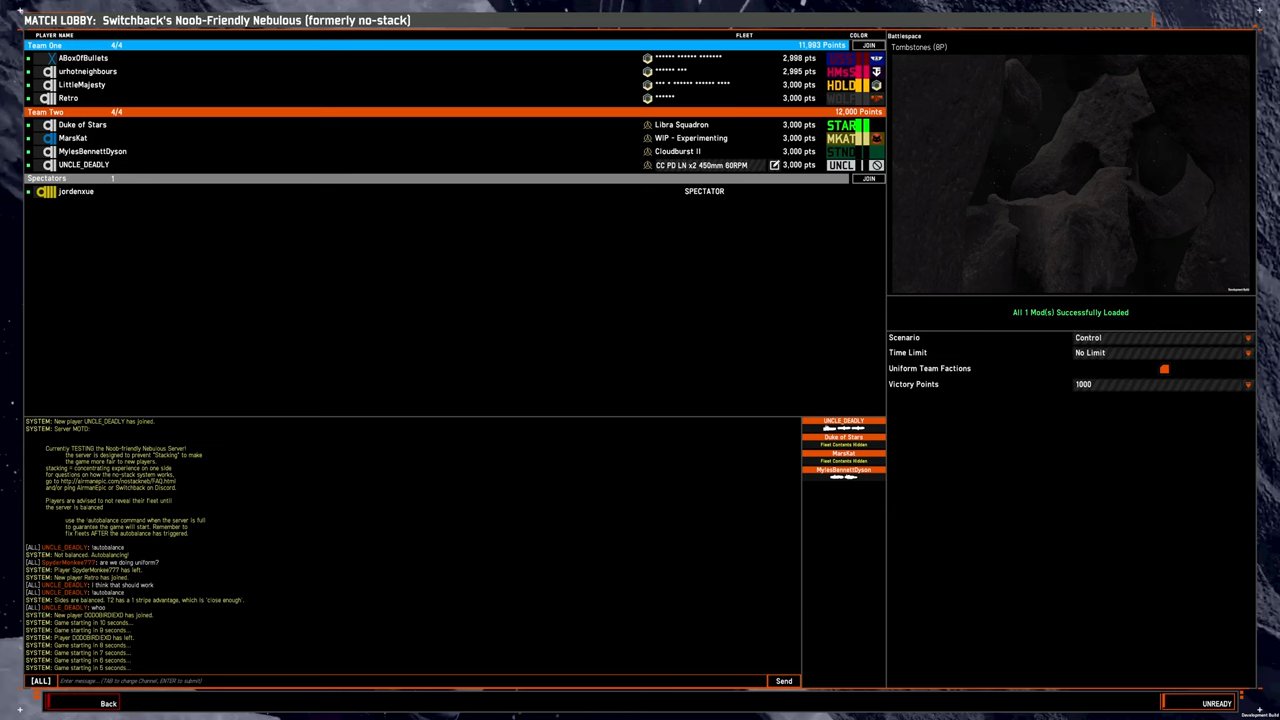 MATCH LOBBY: Switchback's Noob-Friendly Nebulous (formerly no-stack)
PLAYER NAME FLEET COLOR
Team One 4/4 11,993 Points JOIN
ABoxOfBullets ****** ****** ******* 2,998 pts
urhotneighbours ****** *** 2,995 pts HMsS
LittleMajesty *** * ****** ***** **** 3,000 pts HOLD
Retro ****** 3,000 pts WOLF
Team Two 4/4 12,000 Points
Duke of Stars Libra Squadron 3,000 pts STAR
MarsKat WIP - Experimenting 3,000 pts MKAT
MylesBennettDyson Cloudburst II 3,000 pts STND
UNCLE_DEADLY CC PD LN x2 450mm 60RPM 3,000 pts UNCL
Spectators 1 JOIN
jordenxue SPECTATOR
Battlespace
Tombstones (8P)
Development Build
All 1 Mod(s) Successfully Loaded
Scenario Control
Time Limit No Limit
Uniform Team Factions
Victory Points 1000
SYSTEM: New player UNCLE_DEADLY has joined.
SYSTEM: Server MOTD:
Currently TESTING the Noob-friendly Nebulous Server!
the server is designed to prevent "Stacking" to make
the game more fair to new players.
stacking = concentrating experience on one side
for questions on how the no-stack system works,
go to http://airmanepic.com/nostackneb/FAQ.html
and/or ping AirmanEpic or Switchback on Discord.
Players are advised to not reveal their fleet until
the server is balanced
use the !autobalance command when the server is full
to guarantee the game will start. Remember to
fix fleets AFTER the autobalance has triggered.
[ALL] UNCLE_DEADLY: !autobalance
SYSTEM: Not balanced. Autobalancing!
[ALL] SpyderMonkee777: are we doing uniform?
SYSTEM: Player SpyderMonkee777 has left.
SYSTEM: New player Retro has joined.
[ALL] UNCLE_DEADLY: I think that should work
[ALL] UNCLE_DEADLY: !autobalance
SYSTEM: Sides are balanced. T2 has a 1 stripe advantage, which is 'close enough'.
[ALL] UNCLE_DEADLY: whoo
SYSTEM: New player DODOBIRDIEXD has joined.
SYSTEM: Game starting in 10 seconds...
SYSTEM: Game starting in 9 seconds...
SYSTEM: Player DODOBIRDIEXD has left.
SYSTEM: Game starting in 8 seconds...
SYSTEM: Game starting in 7 seconds...
SYSTEM: Game starting in 6 seconds...
SYSTEM: Game starting in 5 seconds...
UNCLE_DEADLY
Duke of Stars
Fleet Contents Hidden
MarsKat
Fleet Contents Hidden
MylesBennettDyson
[ALL] Enter message... (TAB to change Channel, ENTER to submit) Send
Back UNREADY
Development Build